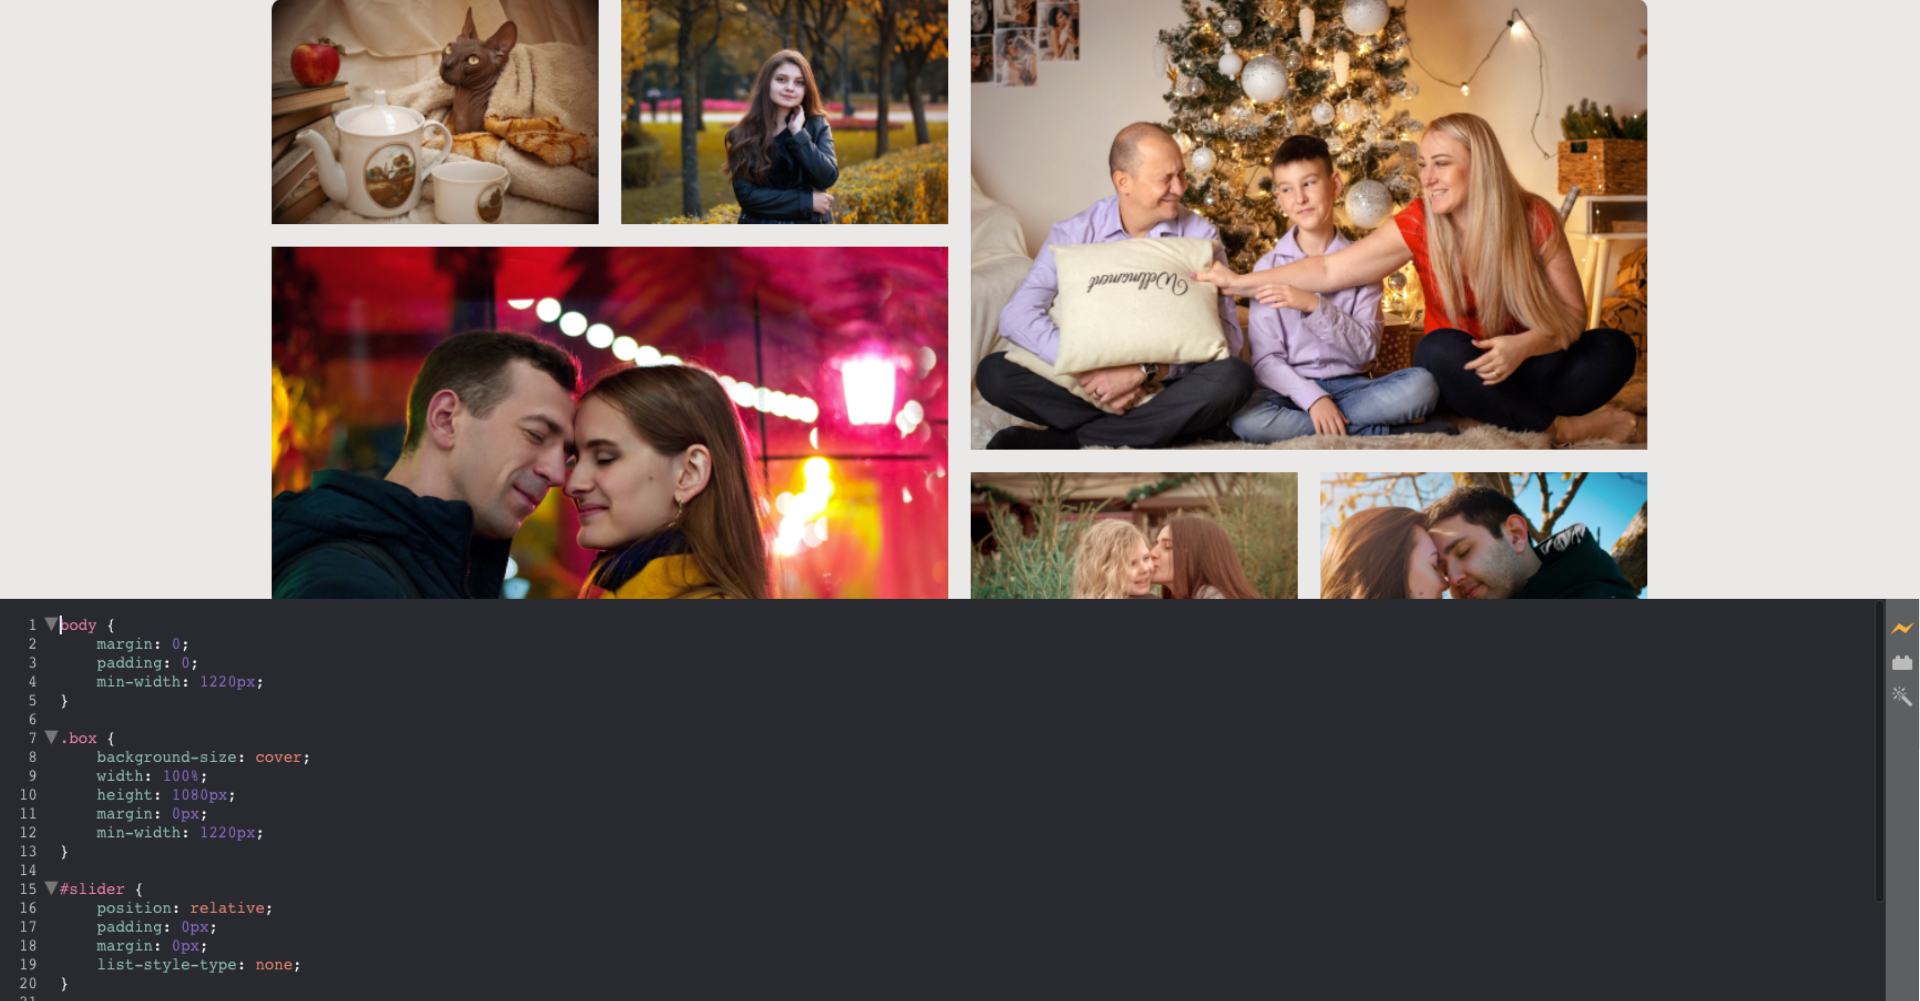 Wellmament
1 body {
2 margin: 0;
3 padding: 0;
4 min-width: 1220px;
5 }
6
7 .box {
8 background-size: cover;
9 width: 100%;
10 height: 1080px;
11 margin: 0px;
12 min-width: 1220px;
13 }
14
15 #slider {
16 position: relative;
17 padding: 0px;
18 margin: 0px;
19 list-style-type: none;
20 }
21